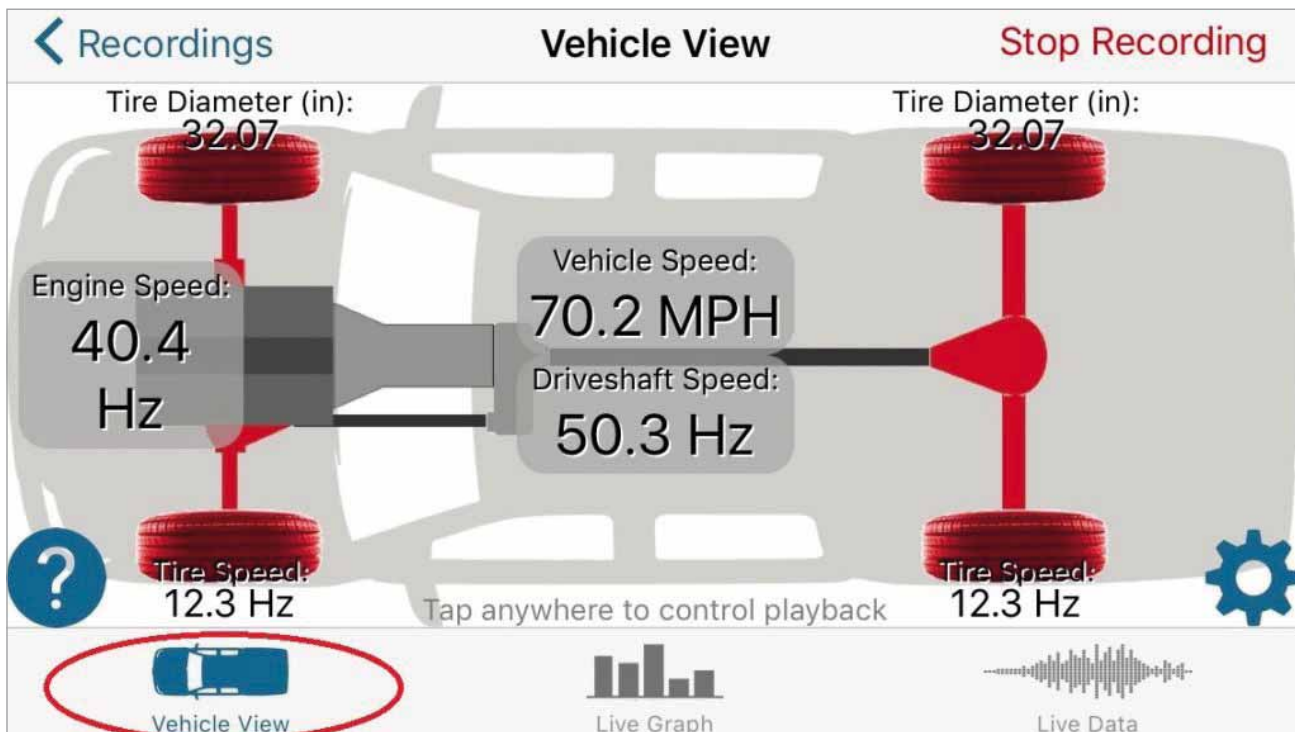 Recordings
Vehicle View
Stop Recording
Tire Diameter (in):
32.07
Tire Diameter (in):
32.07
Engine Speed:
40.4
Hz
Vehicle Speed:
70.2 MPH
Driveshaft Speed:
50.3 Hz
?
Tire Speed:
12.3 Hz
Tap anywhere to control playback
Tire Speed:
12.3 Hz
Vehicle View
Live Graph
Live Data